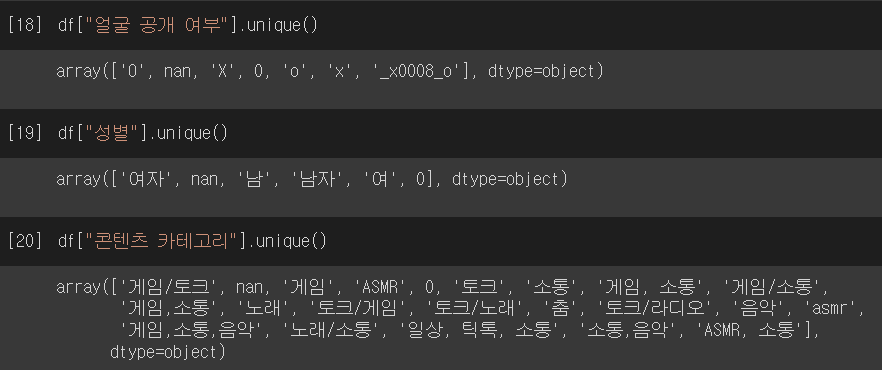 [18] df["얼굴 공개 여부"].unique()
array(['O', nan, 'X', 0, 'o', 'x', '_x0008_o'], dtype=object)
[19] df["성별"].unique()
array(['여자', nan, '남', '남자', '여', 0], dtype=object)
[20] df["콘텐츠 카테고리"].unique()
array(['게임/토크', nan, '게임', 'ASMR', 0, '토크', '소통', '게임, 소통', '게임/소통',
'게임,소통', '노래', '토크/게임', '토크/노래', '춤', '토크/라디오', '음악', 'asmr',
'게임,소통,음악', '노래/소통', '일상, 틱톡, 소통', '소통,음악', 'ASMR, 소통'],
dtype=object)